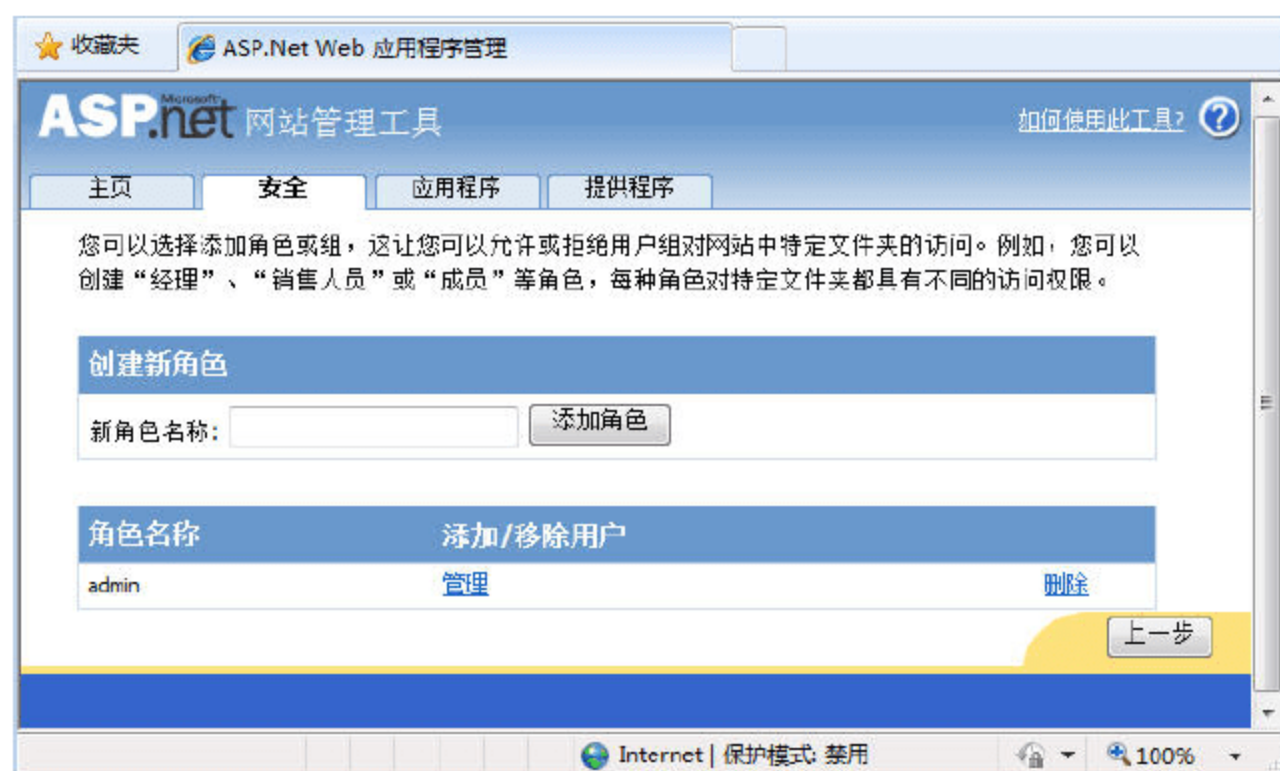 收藏夹 ASP.Net Web 应用程序管理
Microsoft
ASP.net 网站管理工具 如何使用此工具? ?
主页 安全 应用程序 提供程序
您可以选择添加角色或组，这让您可以允许或拒绝用户组对网站中特定文件夹的访问。例如，您可以
创建“经理”、“销售人员”或“成员”等角色，每种角色对特定文件夹都具有不同的访问权限。
创建新角色
新角色名称: 添加角色
角色名称 添加/移除用户
admin 管理 删除
上一步
Internet | 保护模式: 禁用 100%